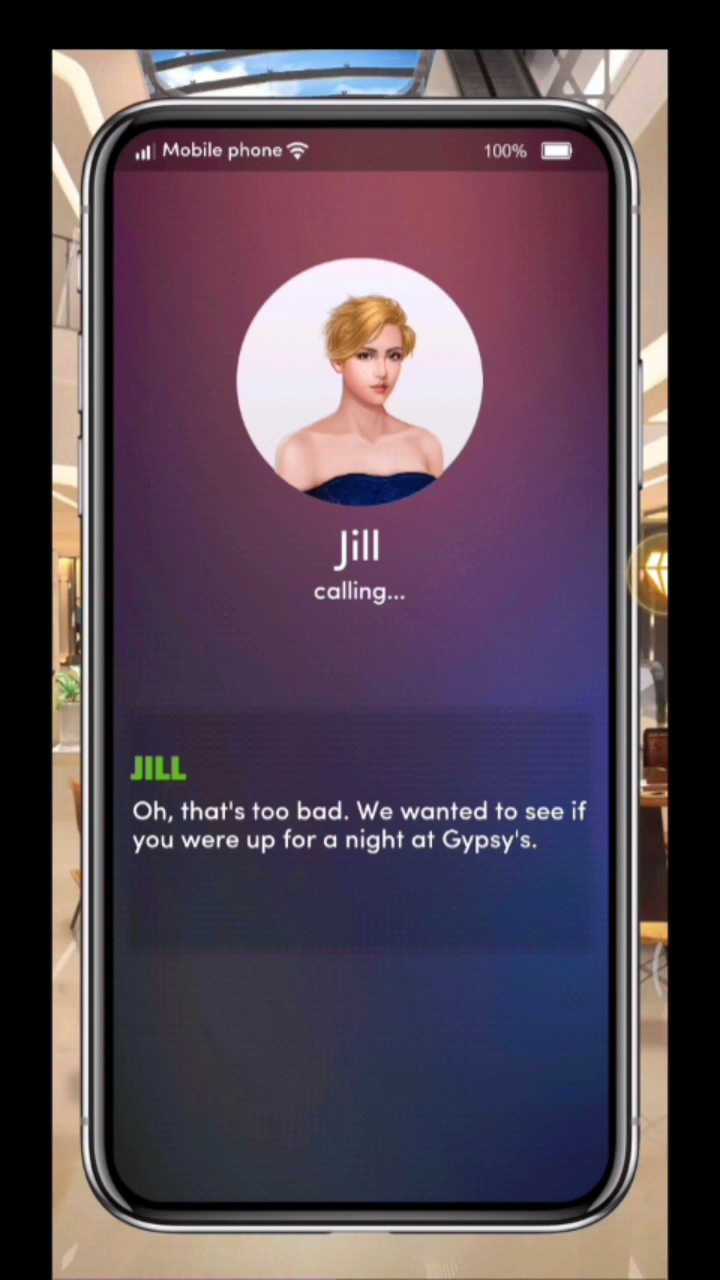 Mobile phone 100%
Jill
calling...
JILL
Oh, that's too bad. We wanted to see if
you were up for a night at Gypsy's.